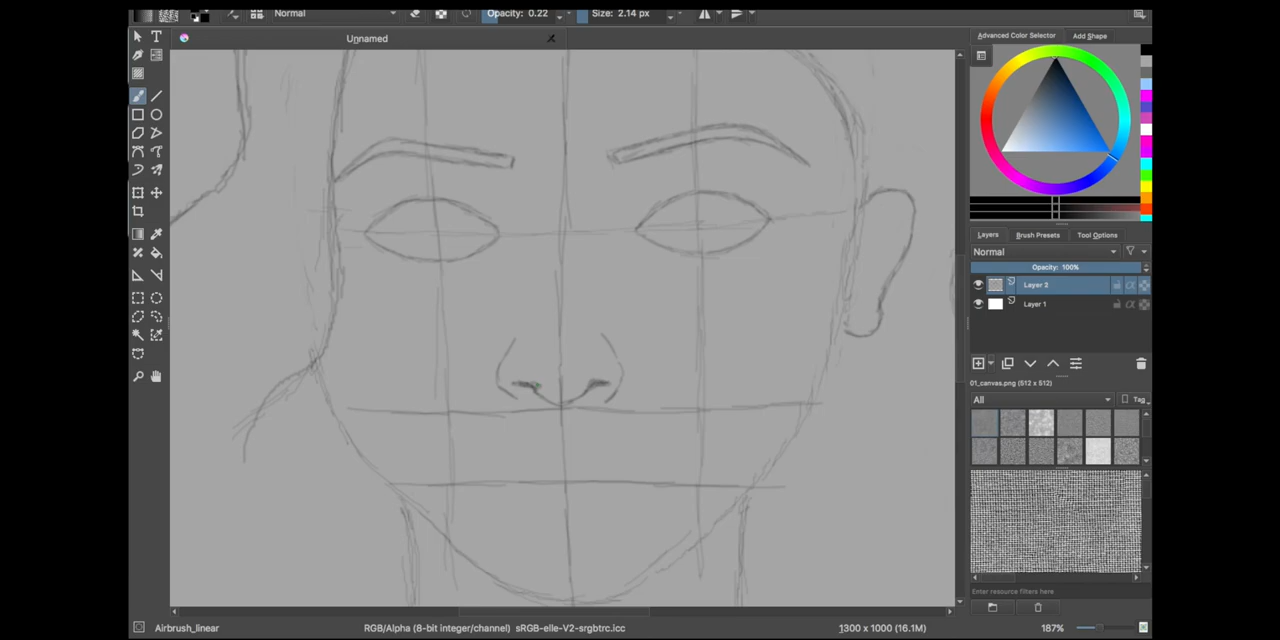 Normal
Opacity: 0.22
Size: 2.14 px
Unnamed
Advanced Color Selector
Add Shape
Layers
Brush Presets
Tool Options
Normal
Opacity: 100%
Layer 2
Layer 1
01_canvas.png (512 x 512)
All
Tag
Enter resource filters here
Airbrush_linear
RGB/Alpha (8-bit integer/channel) sRGB-elle-V2-srgbtrc.icc
1300 x 1000 (16.1M)
187%